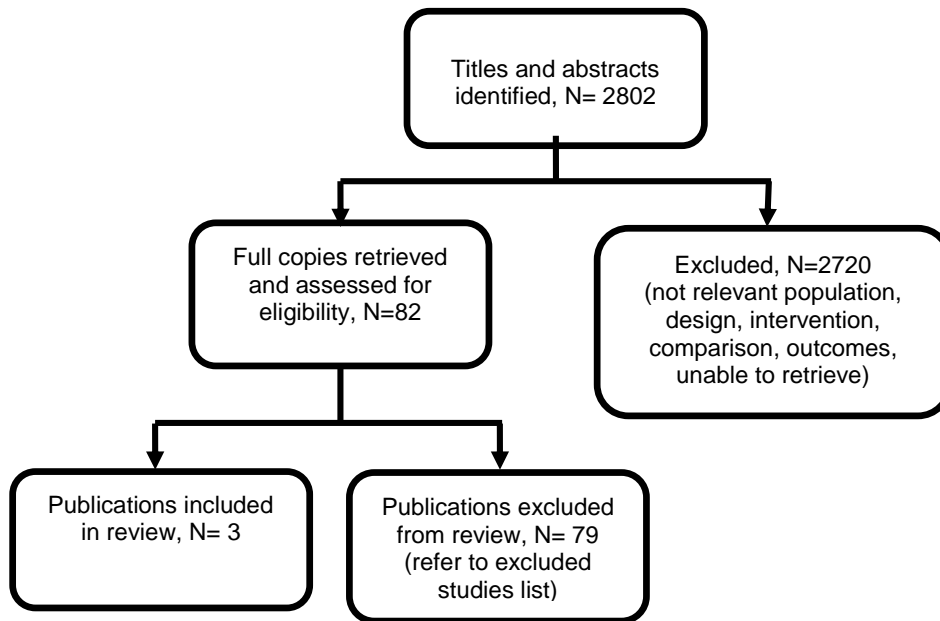 Titles and abstracts
identified, N= 2802
Full copies retrieved
and assessed for
eligibility, N=82
Excluded, N=2720
(not relevant population,
design, intervention,
comparison, outcomes,
unable to retrieve)
Publications included
in review, N= 3
Publications excluded
from review, N= 79
(refer to excluded
studies list)